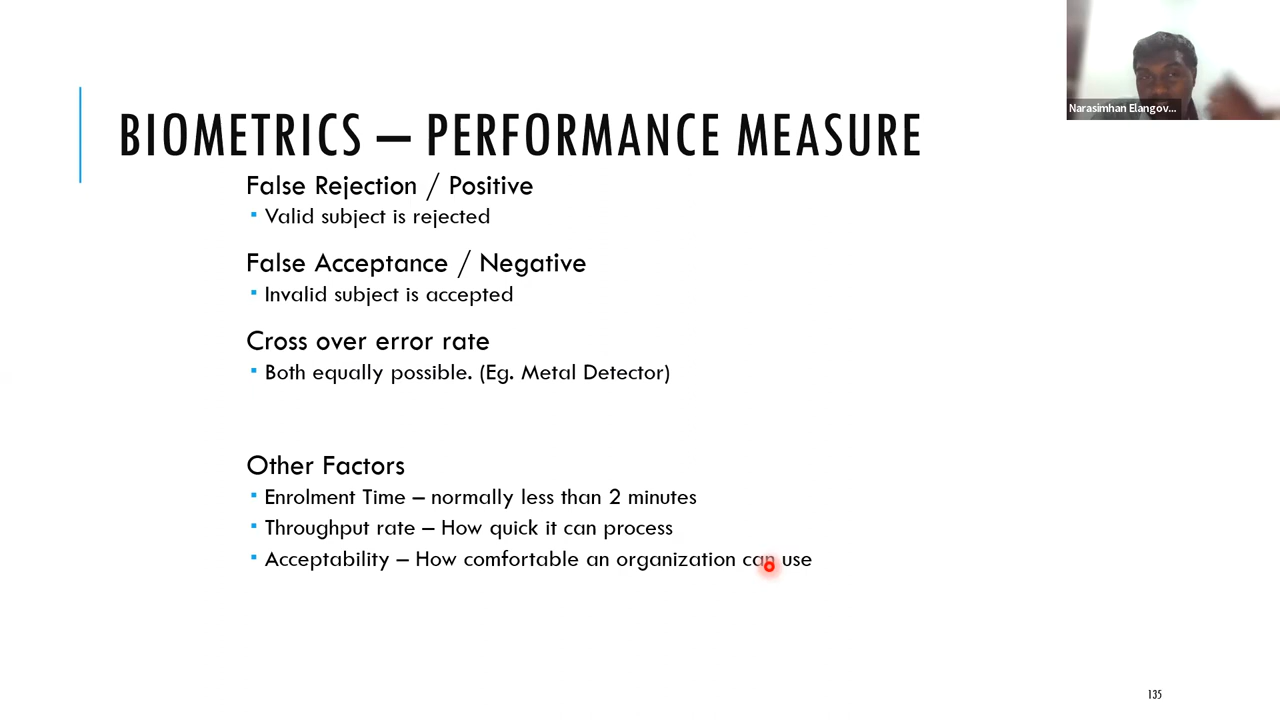 Narasimhan Elangov...
BIOMETRICS – PERFORMANCE MEASURE
False Rejection / Positive
▪ Valid subject is rejected
False Acceptance / Negative
▪ Invalid subject is accepted
Cross over error rate
▪ Both equally possible. (Eg. Metal Detector)
Other Factors
▪ Enrolment Time – normally less than 2 minutes
▪ Throughput rate – How quick it can process
▪ Acceptability – How comfortable an organization can use
135